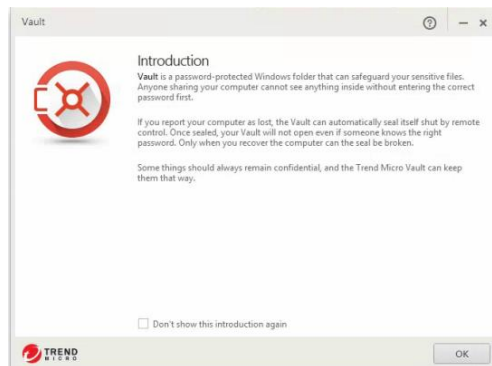 Vault
Introduction
Vault is a password-protected Windows folder that can safeguard your sensitive files.
Anyone sharing your computer cannot see anything inside without entering the correct
password first.
If you report your computer as lost, the Vault can automatically seal itself shut by remote
control. Once sealed, your Vault will not open even if someone knows the right
password. Only when you recover the computer can the seal be broken.
Some things should always remain confidential, and the Trend Micro Vault can keep
them that way.
Don't show this introduction again
TREND
MICRO
OK